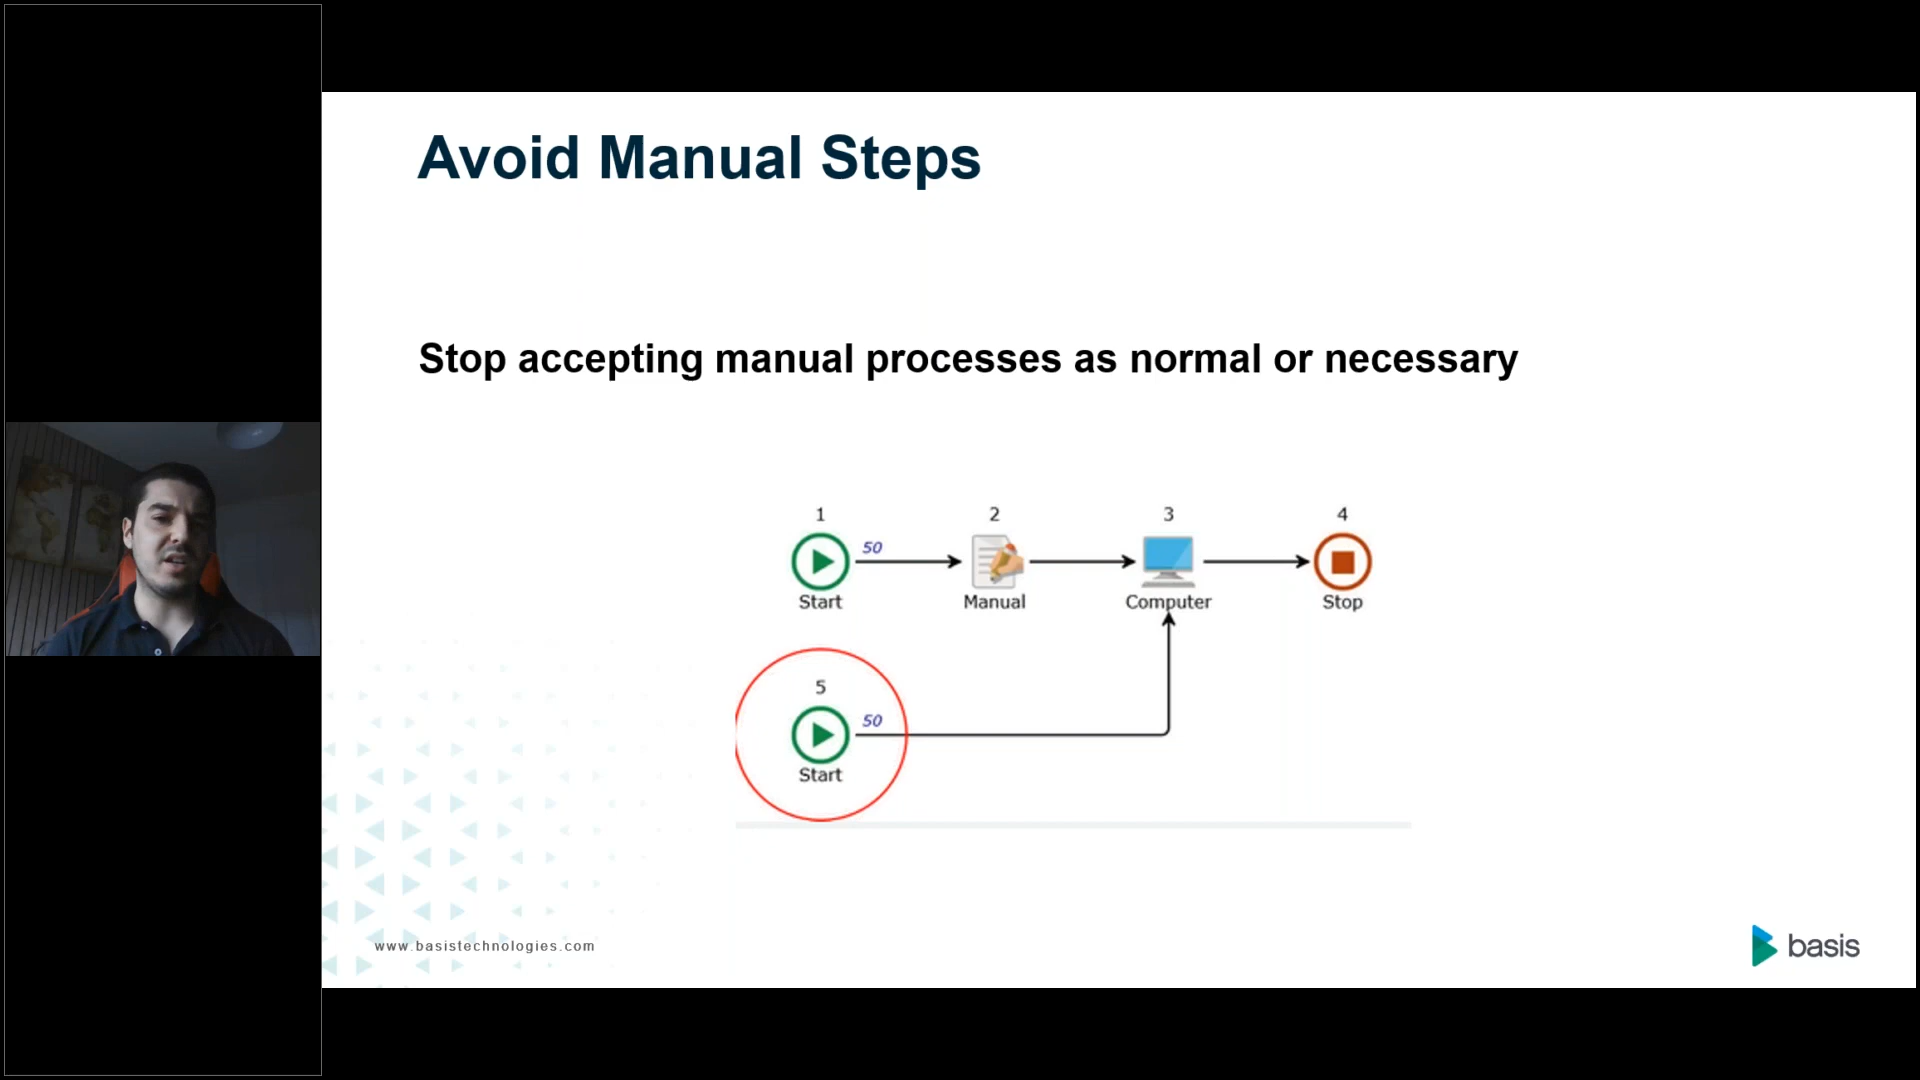 Avoid Manual Steps
Stop accepting manual processes as normal or necessary
1 2 3 4
50
Start Manual Computer Stop
5
50
Start
www.basistechnologies.com
basis